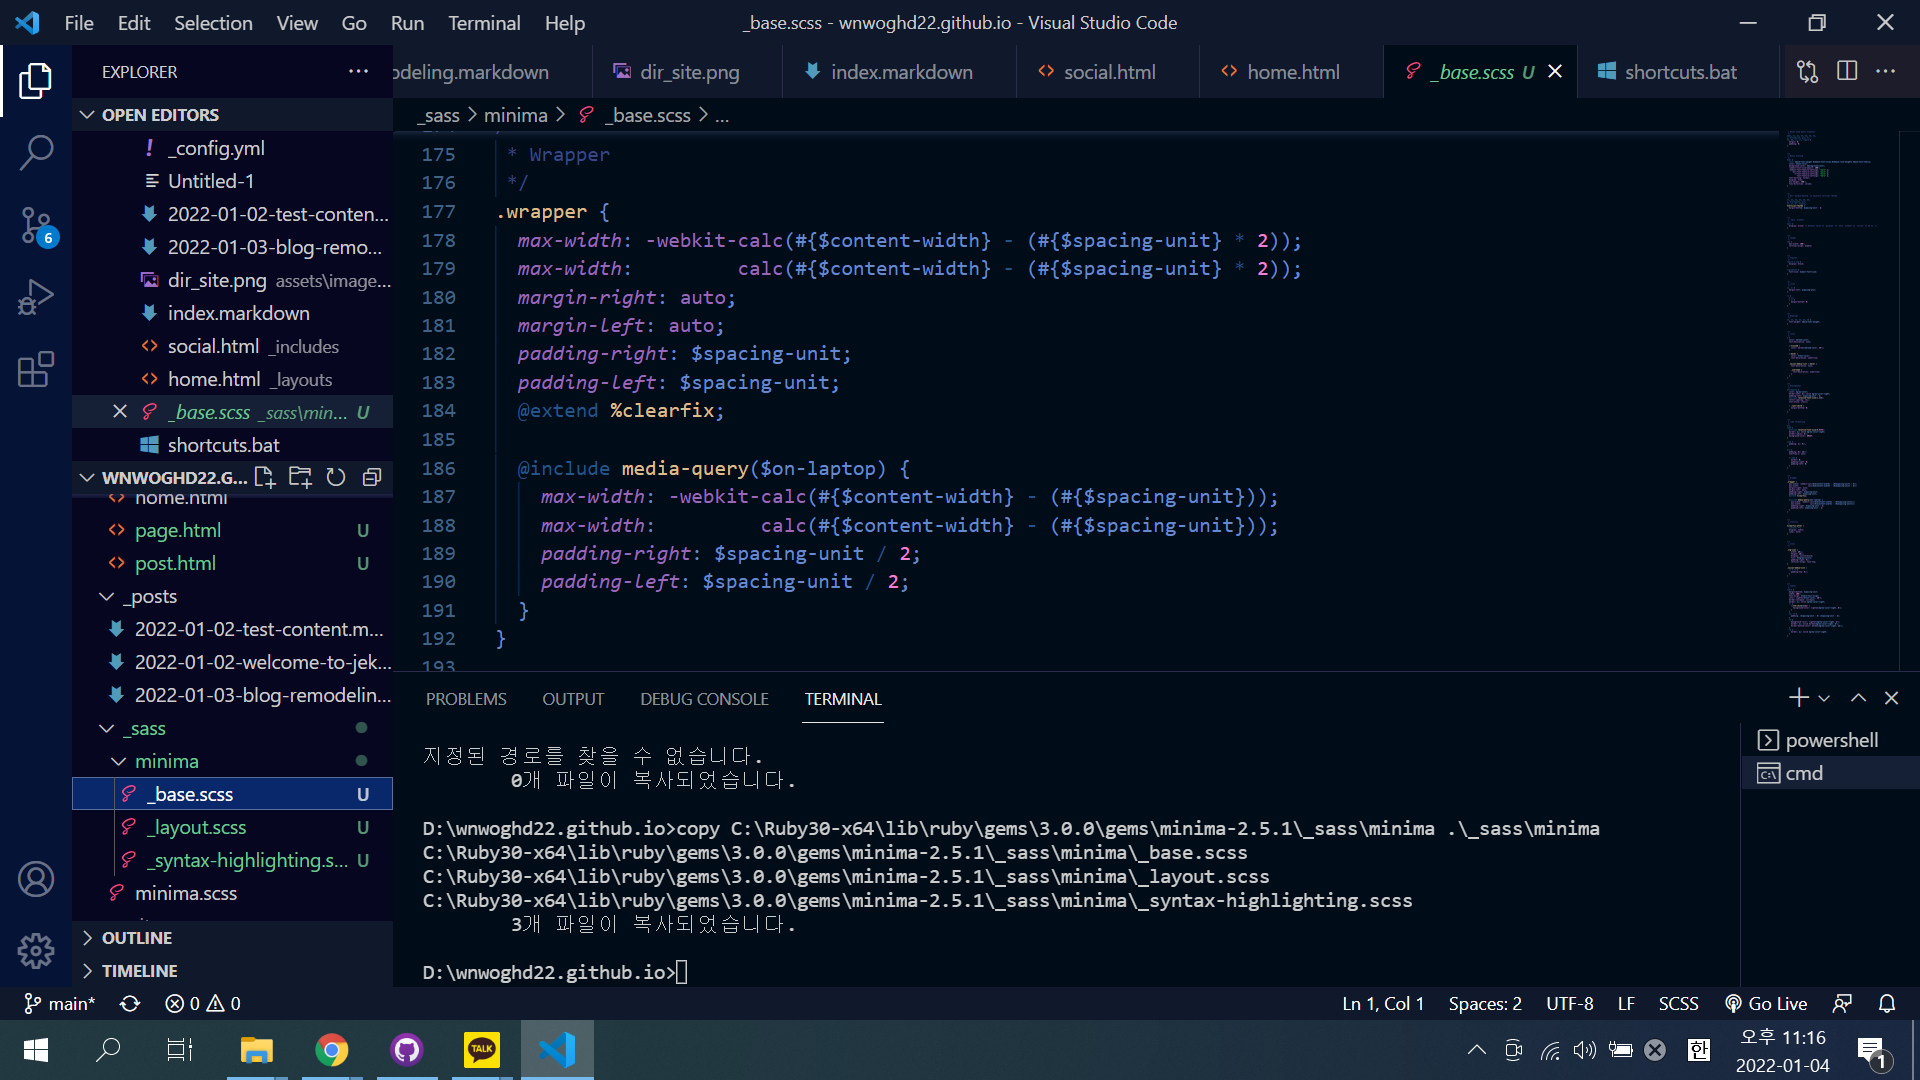 File Edit Selection View Go Run Terminal Help
_base.scss - wnwoghd22.github.io - Visual Studio Code
EXPLORER
odeling.markdown
dir_site.png
index.markdown
social.html
home.html
_base.scss U
shortcuts.bat
OPEN EDITORS
_config.yml
Untitled-1
2022-01-02-test-conten...
2022-01-03-blog-remo...
dir_site.png assets\image...
index.markdown
social.html _includes
home.html _layouts
_base.scss _sass\min... U
shortcuts.bat
WNWOGHD22.G...
home.html
page.html U
post.html U
_posts
2022-01-02-test-content.m...
2022-01-02-welcome-to-jek...
2022-01-03-blog-remodelin...
_sass
minima
_base.scss U
_layout.scss U
_syntax-highlighting.s... U
minima.scss
OUTLINE
TIMELINE
6
_sass > minima > _base.scss > ...
175 * Wrapper
176 */
177 .wrapper {
178 max-width: -webkit-calc(#{$content-width} - (#{$spacing-unit} * 2));
179 max-width: calc(#{$content-width} - (#{$spacing-unit} * 2));
180 margin-right: auto;
181 margin-left: auto;
182 padding-right: $spacing-unit;
183 padding-left: $spacing-unit;
184 @extend %clearfix;
185
186 @include media-query($on-laptop) {
187 max-width: -webkit-calc(#{$content-width} - (#{$spacing-unit}));
188 max-width: calc(#{$content-width} - (#{$spacing-unit}));
189 padding-right: $spacing-unit / 2;
190 padding-left: $spacing-unit / 2;
191 }
192 }
193
PROBLEMS OUTPUT DEBUG CONSOLE TERMINAL
지정된 경로를 찾을 수 없습니다.
0개 파일이 복사되었습니다.
D:\wnwoghd22.github.io>copy C:\Ruby30-x64\lib\ruby\gems\3.0.0\gems\minima-2.5.1\_sass\minima .\_sass\minima
C:\Ruby30-x64\lib\ruby\gems\3.0.0\gems\minima-2.5.1\_sass\minima\_base.scss
C:\Ruby30-x64\lib\ruby\gems\3.0.0\gems\minima-2.5.1\_sass\minima\_layout.scss
C:\Ruby30-x64\lib\ruby\gems\3.0.0\gems\minima-2.5.1\_sass\minima\_syntax-highlighting.scss
3개 파일이 복사되었습니다.
D:\wnwoghd22.github.io>
powershell
cmd
main* 0 0
Ln 1, Col 1 Spaces: 2 UTF-8 LF SCSS Go Live
TALK
한
오후 11:16
2022-01-04
1